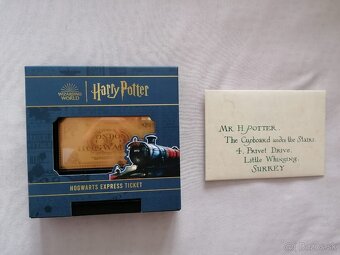 WIZARDING
WORLD
Harry Potter
LONDON
HOGWARTS EXPRESS TICKET
MR H POTTER
The Cupboard under the Stairs
4, Privet Drive,
Little Whinging,
SURREY